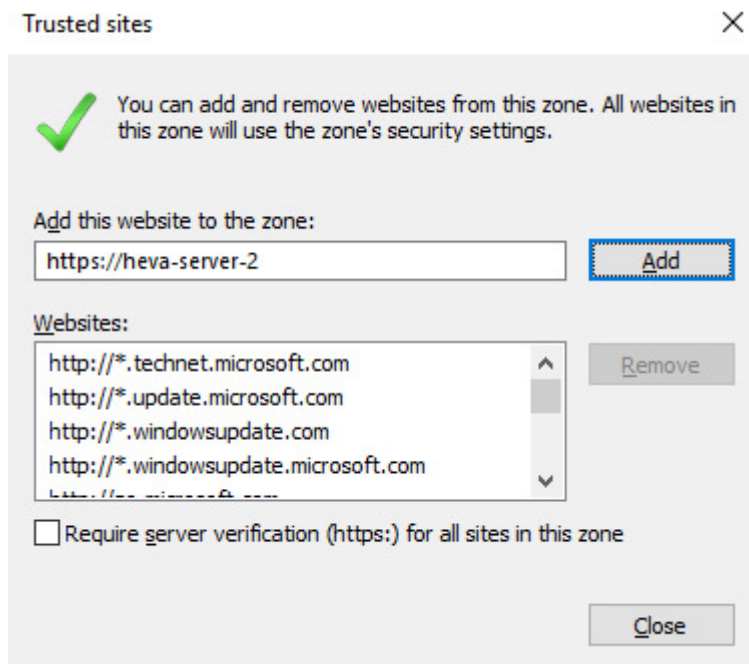 Trusted sites
You can add and remove websites from this zone. All websites in
this zone will use the zone's security settings.
Add this website to the zone:
https://heva-server-2
Add
Websites:
http://*.technet.microsoft.com
Remove
http://*.update.microsoft.com
http://*.windowsupdate.com
http://*.windowsupdate.microsoft.com
Require server verification (https:) for all sites in this zone
Close